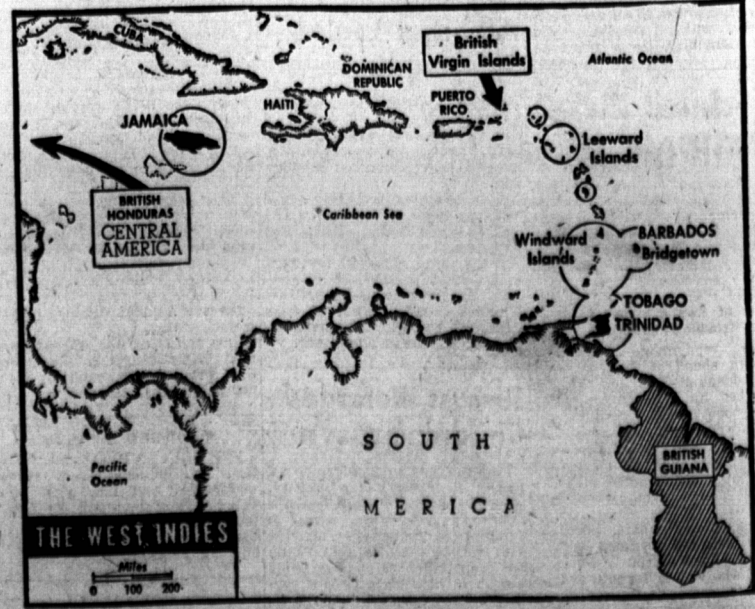 CUBA
British
Virgin Islands
Atlantic Ocean
DOMINICAN
REPUBLIC
HAITI
PUERTO
RICO
JAMAICA
Leeward
Islands
BRITISH
HONDURAS
CENTRAL
AMERICA
Caribbean Sea
Windward
Islands
BARBADOS
Bridgetown
TOBAGO
TRINIDAD
SOUTH
MERICA
BRITISH
GUIANA
Pacific
Ocean
THE WEST INDIES
Miles
0 100 200